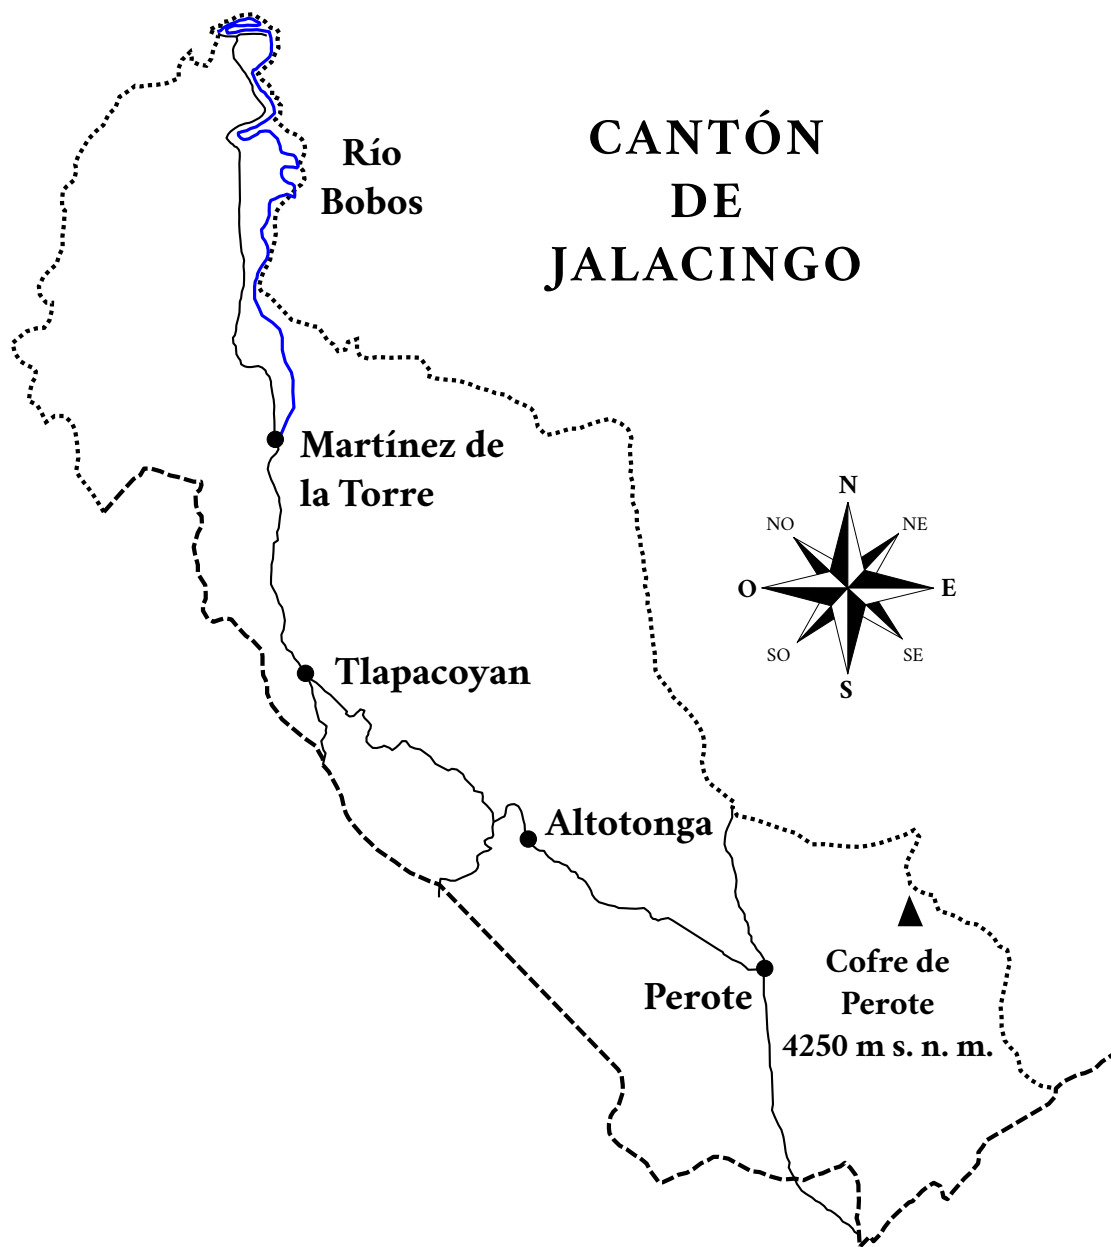 CANTÓN
DE
JALACINGO
Río
Bobos
Martínez de
la Torre
N
NO
NE
O
E
SO
SE
S
Tlapacoyan
Altotonga
Perote
Cofre de
Perote
4250 m s. n. m.